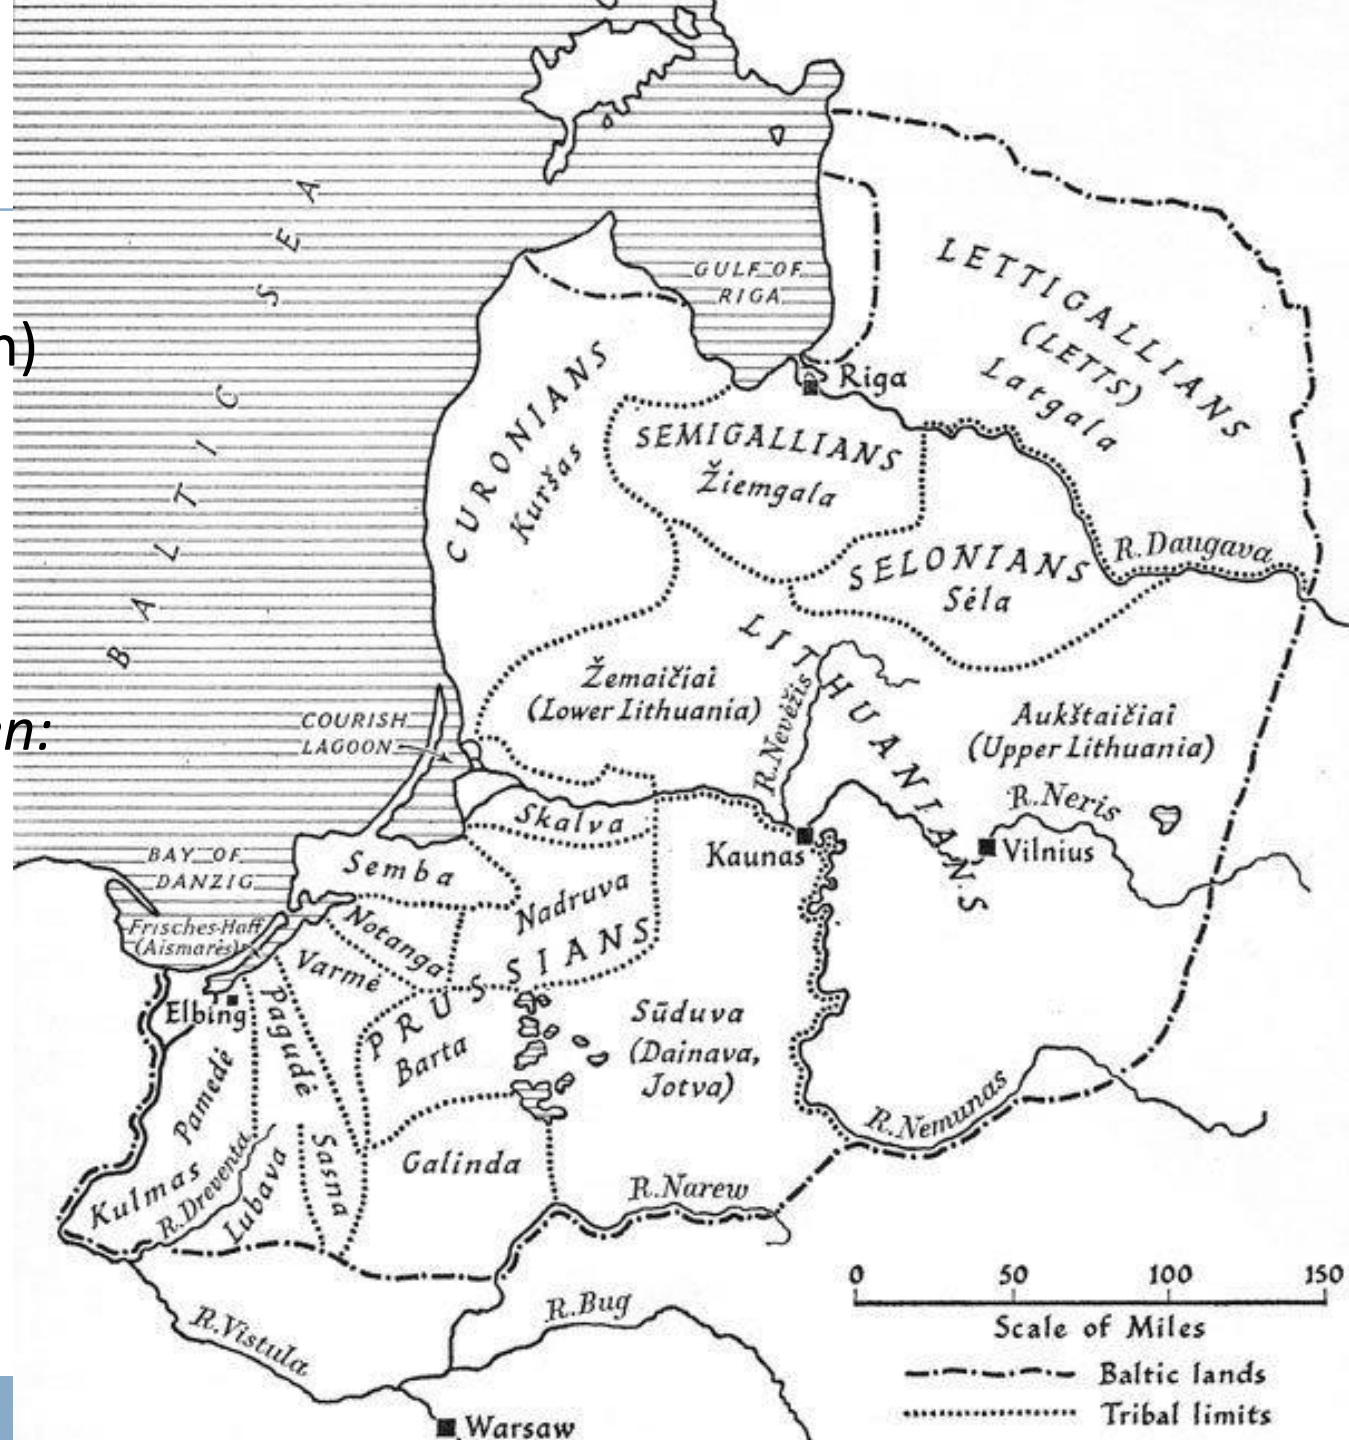 n)
en:
BALTIC SEA
GULF OF
RIGA
LETTIGALLIANS
(LETTS)
Latgala
Riga
CURONIANS
Kuršas
SEMIGALLIANS
Žiemgala
SELONIANS
Sėla
R.Daugava
LITHUANIANS
Žemaičiai
(Lower Lithuania)
R.Nevėžis
Aukštaičiai
(Upper Lithuania)
R.Neris
COURISH
LAGOON
Skalva
Kaunas
Vilnius
BAY OF
DANZIG
Semba
Nadruva
Frisches-Haff
(Aismarės)
Notanga
Varmė
PRUSSIANS
Elbing
Pagudė
Barta
Sūduva
(Dainava,
Jotva)
Pamedė
R.Nemunas
Kulmas
R.Dreventa
Lubava
Sasna
Galinda
R.Narew
R.Vistula
R.Bug
Warsaw
0 50 100 150
Scale of Miles
Baltic lands
Tribal limits